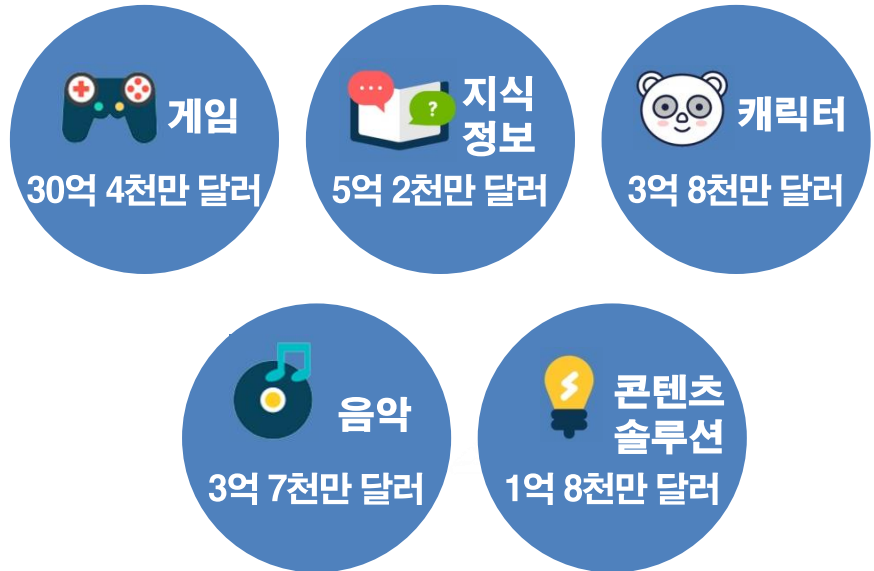 게임
30억 4천만 달러
?
지식
정보
5억 2천만 달러
캐릭터
3억 8천만 달러
음악
3억 7천만 달러
콘텐츠
솔루션
1억 8천만 달러